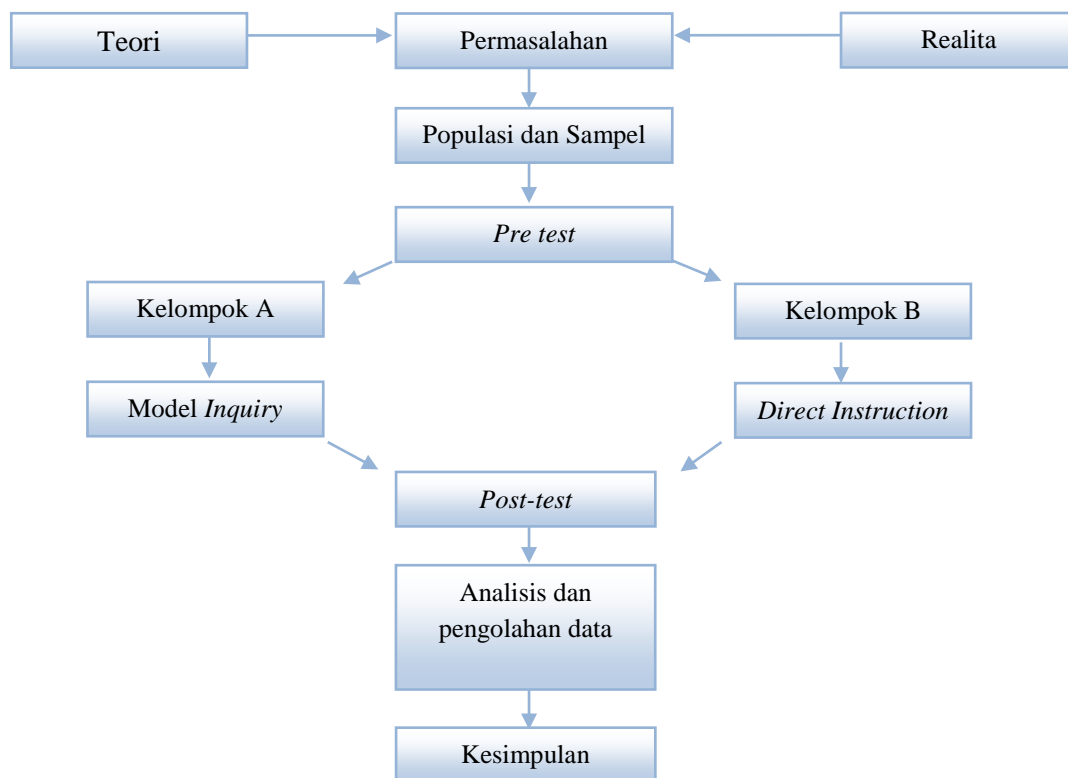 Teori
Permasalahan
Realita
Populasi dan Sampel
Pre test
Kelompok A
Kelompok B
Model Inquiry
Direct Instruction
Post-test
Analisis dan
pengolahan data
Kesimpulan